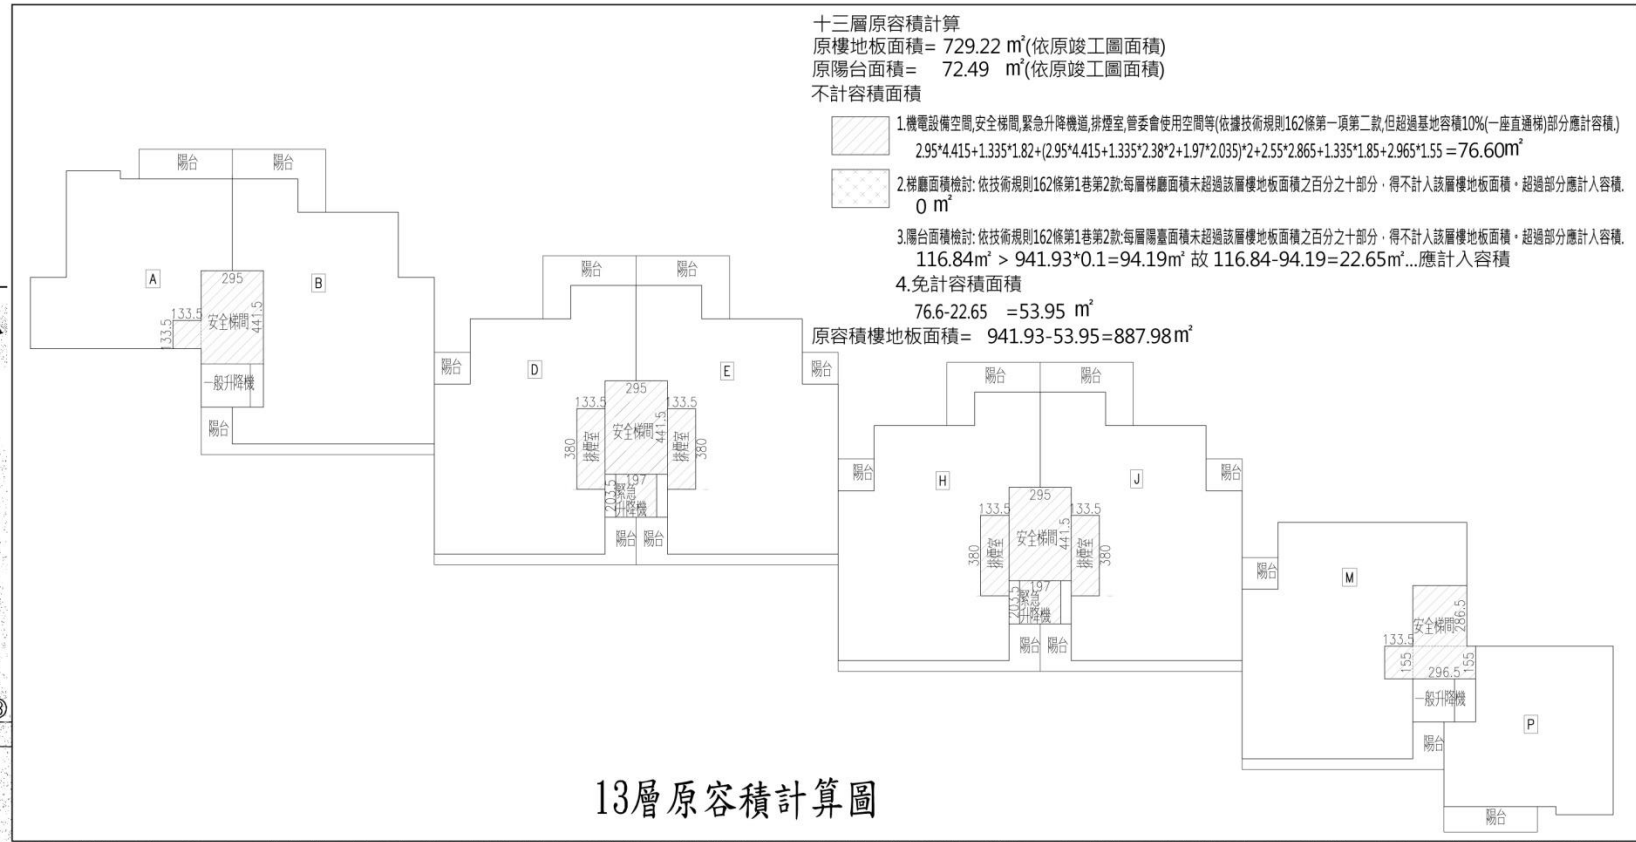 十三層原容積計算
原樓地板面積= 729.22 m²(依原竣工圖面積)
原陽台面積= 72.49 m²(依原竣工圖面積)
不計容積面積
1.機電設備空間,安全梯間,緊急升降機道,排煙室,管委會使用空間等(依據技術規則162條第一項第二款,但超過基地容積10%(一座直通梯)部分應計容積.)
2.95*4.415+1.335*1.82+(2.95*4.415+1.335*2.38*2+1.97*2.035)*2+2.55*2.865+1.335*1.85+2.965*1.55 =76.60m²
2.梯廳面積檢討: 依技術規則162條第1巷第2款:每層梯廳面積未超過該層樓地板面積之百分之十部分，得不計入該層樓地板面積。超過部分應計入容積.
0 m²
3.陽台面積檢討: 依技術規則162條第1巷第2款:每層陽臺面積未超過該層樓地板面積之百分之十部分，得不計入該層樓地板面積。超過部分應計入容積.
116.84m² > 941.93*0.1=94.19m² 故 116.84-94.19=22.65m²...應計入容積
4.免計容積面積
76.6-22.65 =53.95 m²
原容積樓地板面積= 941.93-53.95=887.98m²
陽台 陽台
A
295
B
133.5
133.5
安全梯間
441.5
一般升降機
陽台
陽台 陽台
陽台
D
E
陽台
295
133.5
133.5
安全梯間
441.5
380
排煙室
排煙室
380
197
203.5
緊急
升降機
陽台 陽台
陽台 陽台
陽台
H
J
陽台
295
133.5
133.5
安全梯間
441.5
380
排煙室
排煙室
380
197
203.5
緊急
升降機
陽台 陽台
陽台
M
安全梯間
286.5
133.5
155
155
296.5
一般升降機
陽台
P
陽台
13層原容積計算圖